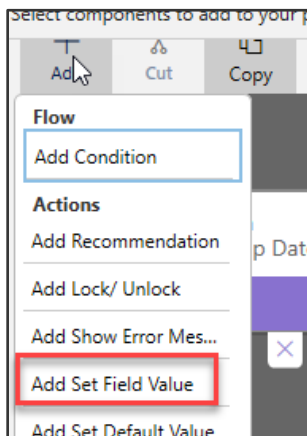 Select components to add to your p
Add Cut Copy
Flow
Add Condition
Actions
Add Recommendation
p Dat
Add Lock/ Unlock
Add Show Error Mes...
Add Set Field Value
Add Set Default Value